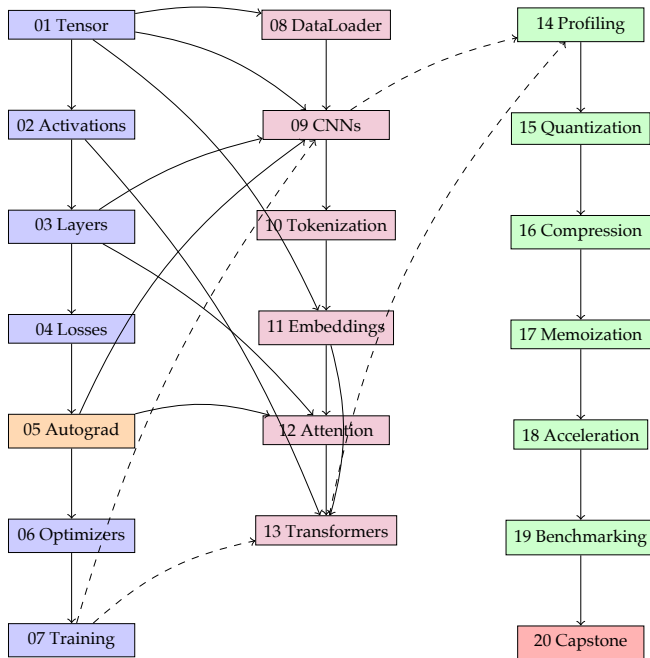 01 Tensor
02 Activations
03 Layers
04 Losses
05 Autograd
06 Optimizers
07 Training
08 DataLoader
09 CNNs
10 Tokenization
11 Embeddings
12 Attention
13 Transformers
14 Profiling
15 Quantization
16 Compression
17 Memoization
18 Acceleration
19 Benchmarking
20 Capstone